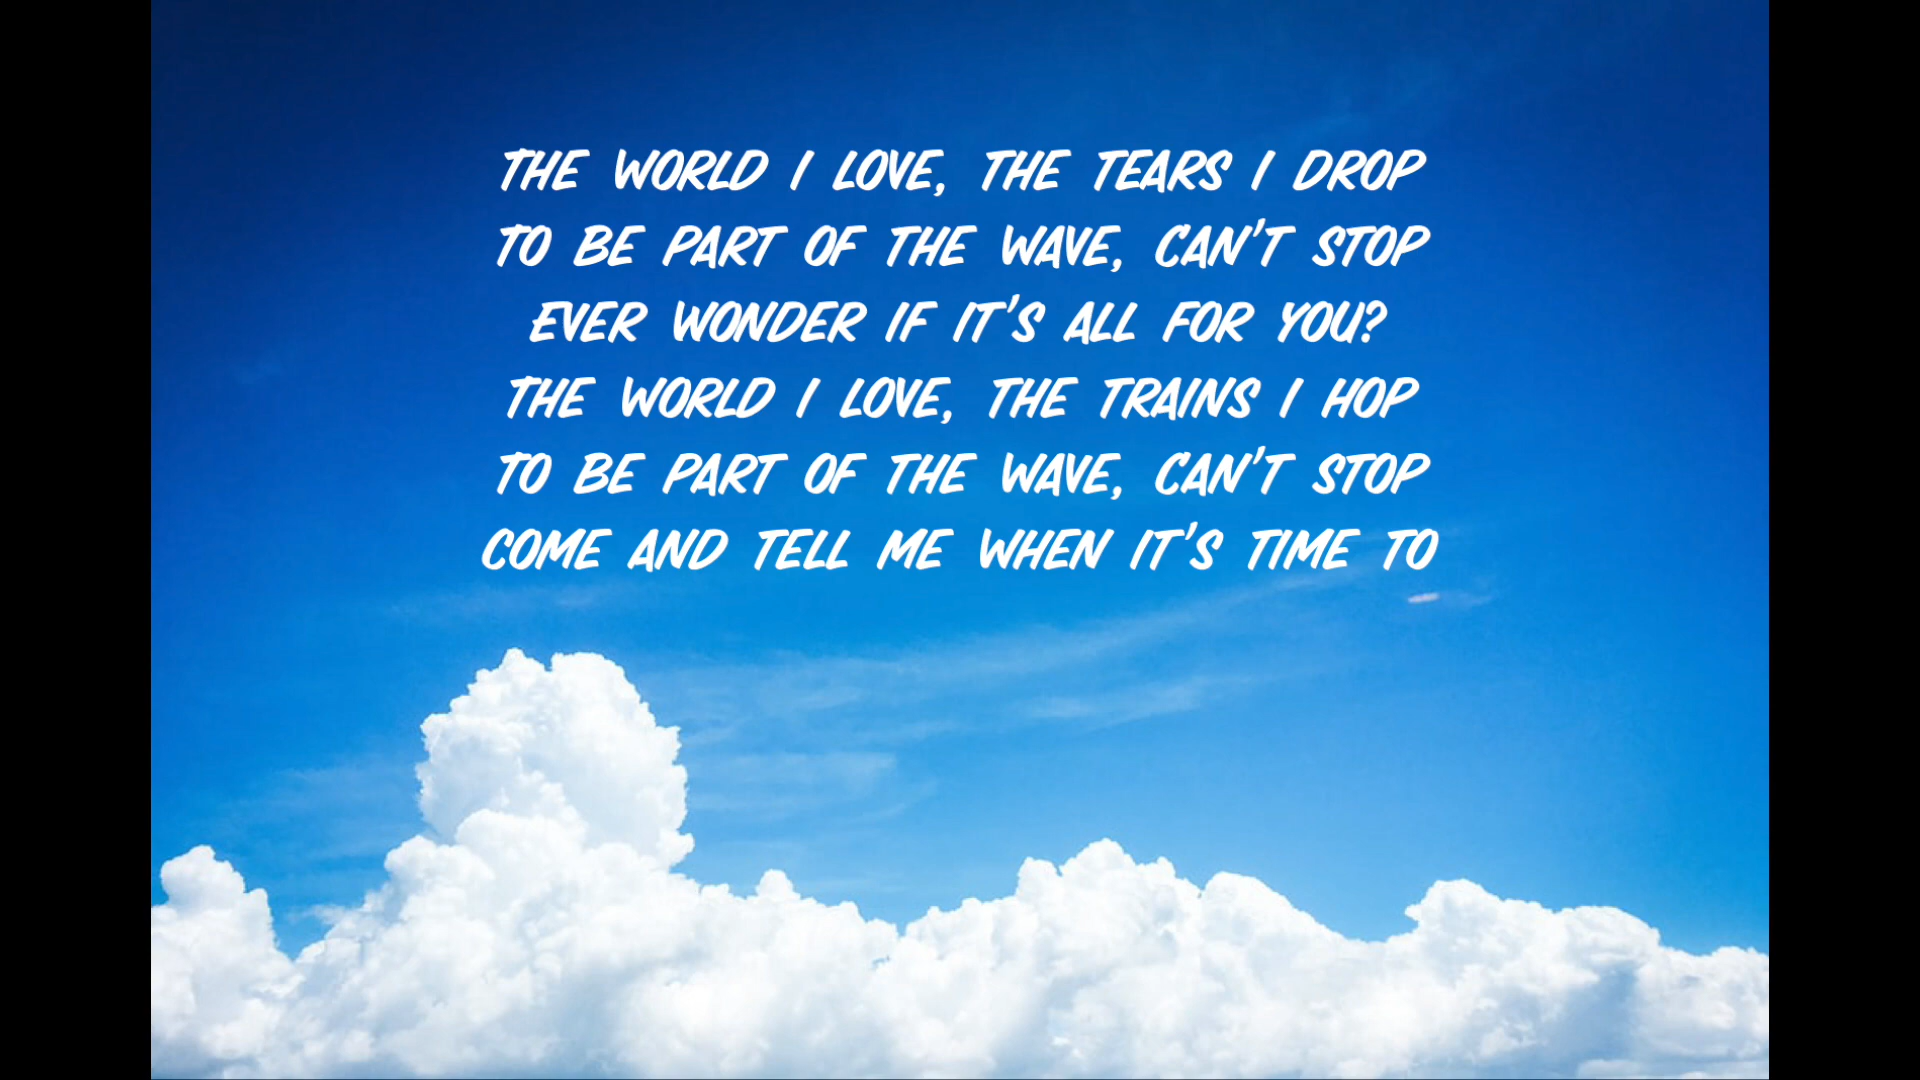 THE WORLD I LOVE, THE TEARS I DROP
TO BE PART OF THE WAVE, CAN'T STOP
EVER WONDER IF IT'S ALL FOR YOU?
THE WORLD I LOVE, THE TRAINS I HOP
TO BE PART OF THE WAVE, CAN'T STOP
COME AND TELL ME WHEN IT'S TIME TO